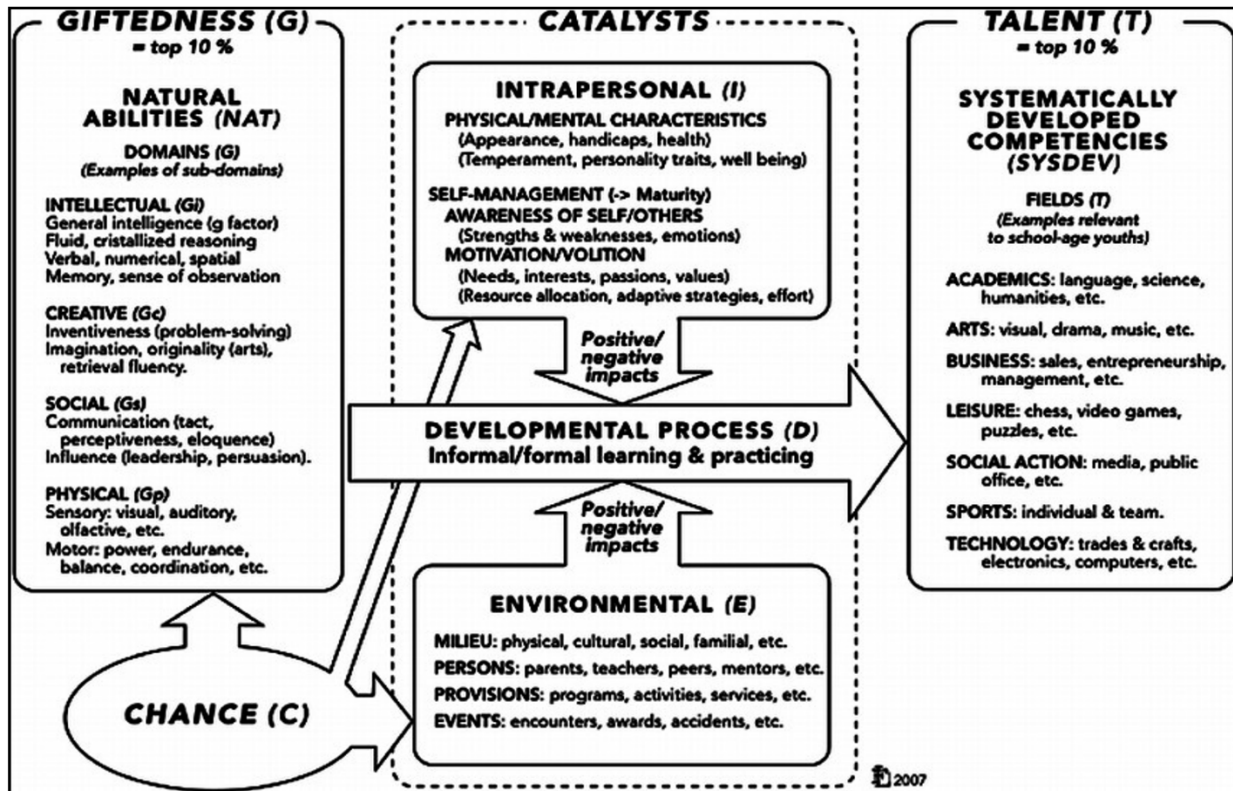 GIFTEDNESS (G)
= top 10 %
NATURAL
ABILITIES (NAT)
DOMAINS (G)
(Examples of sub-domains)
INTELLECTUAL (Gi)
General intelligence (g factor)
Fluid, cristallized reasoning
Verbal, numerical, spatial
Memory, sense of observation
CREATIVE (Gc)
Inventiveness (problem-solving)
Imagination, originality (arts),
retrieval fluency.
SOCIAL (Gs)
Communication (tact,
perceptiveness, eloquence)
Influence (leadership, persuasion).
PHYSICAL (Gp)
Sensory: visual, auditory,
olfactive, etc.
Motor: power, endurance,
balance, coordination, etc.
CHANCE (C)
CATALYSTS
INTRAPERSONAL (I)
PHYSICAL/MENTAL CHARACTERISTICS
(Appearance, handicaps, health)
(Temperament, personality traits, well being)
SELF-MANAGEMENT (-> Maturity)
AWARENESS OF SELF/OTHERS
(Strengths & weaknesses, emotions)
MOTIVATION/VOLITION
(Needs, interests, passions, values)
(Resource allocation, adaptive strategies, effort)
Positive/
negative
impacts
DEVELOPMENTAL PROCESS (D)
Informal/formal learning & practicing
Positive/
negative
impacts
ENVIRONMENTAL (E)
MILIEU: physical, cultural, social, familial, etc.
PERSONS: parents, teachers, peers, mentors, etc.
PROVISIONS: programs, activities, services, etc.
EVENTS: encounters, awards, accidents, etc.
TALENT (T)
= top 10 %
SYSTEMATICALLY
DEVELOPED
COMPETENCIES
(SYSDEV)
FIELDS (T)
(Examples relevant
to school-age youths)
ACADEMICS: language, science,
humanities, etc.
ARTS: visual, drama, music, etc.
BUSINESS: sales, entrepreneurship,
management, etc.
LEISURE: chess, video games,
puzzles, etc.
SOCIAL ACTION: media, public
office, etc.
SPORTS: individual & team.
TECHNOLOGY: trades & crafts,
electronics, computers, etc.
2007